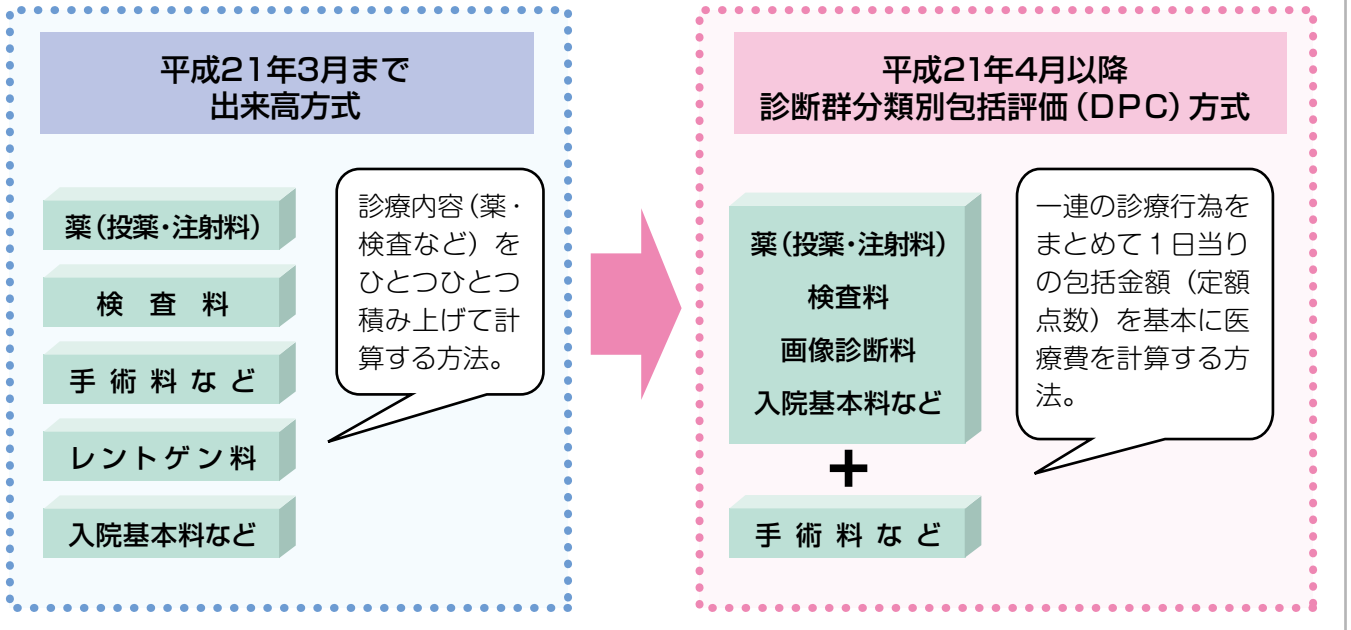 平成21年3月まで
出来高方式
薬(投薬・注射料)
検査料
手術料など
レントゲン料
入院基本料など
診療内容(薬・
検査など)を
ひとつひとつ
積み上げて計
算する方法。
平成21年4月以降
診断群分類別包括評価(DPC)方式
薬(投薬・注射料)
検査料
画像診断料
入院基本料など
+
手術料など
一連の診療行為を
まとめて1日当り
の包括金額(定額
点数)を基本に医
療費を計算する方
法。